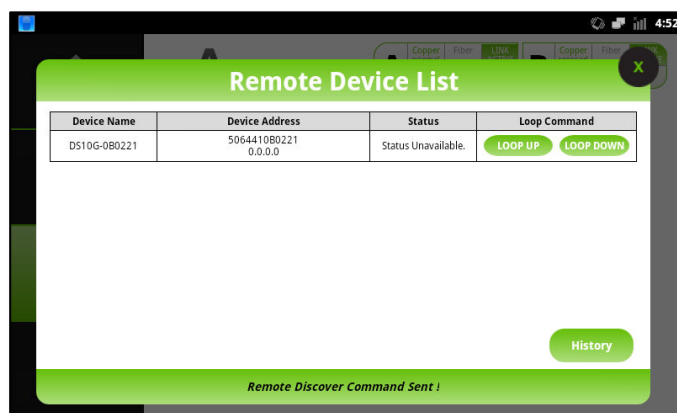 4:52
Copper Fiber LINK Copper Fiber
Remote Device List
X
Device Name Device Address Status Loop Command
DS10G-0B0221 5064410B0221 Status Unavailable. LOOP UP LOOP DOWN
0.0.0.0
History
Remote Discover Command Sent !